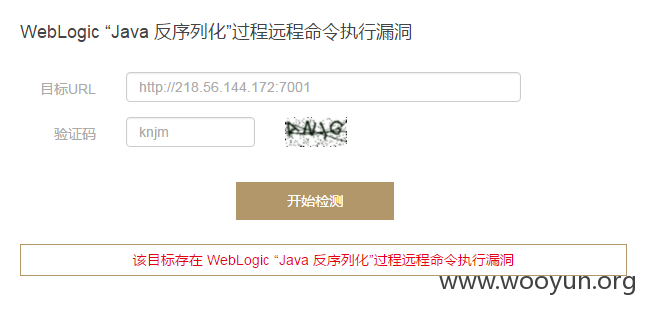 WebLogic “Java 反序列化”过程远程命令执行漏洞
目标URL http://218.56.144.172:7001
验证码 knjm
开始检测
该目标存在 WebLogic “Java 反序列化”过程远程命令执行漏洞
www.wooyun.org